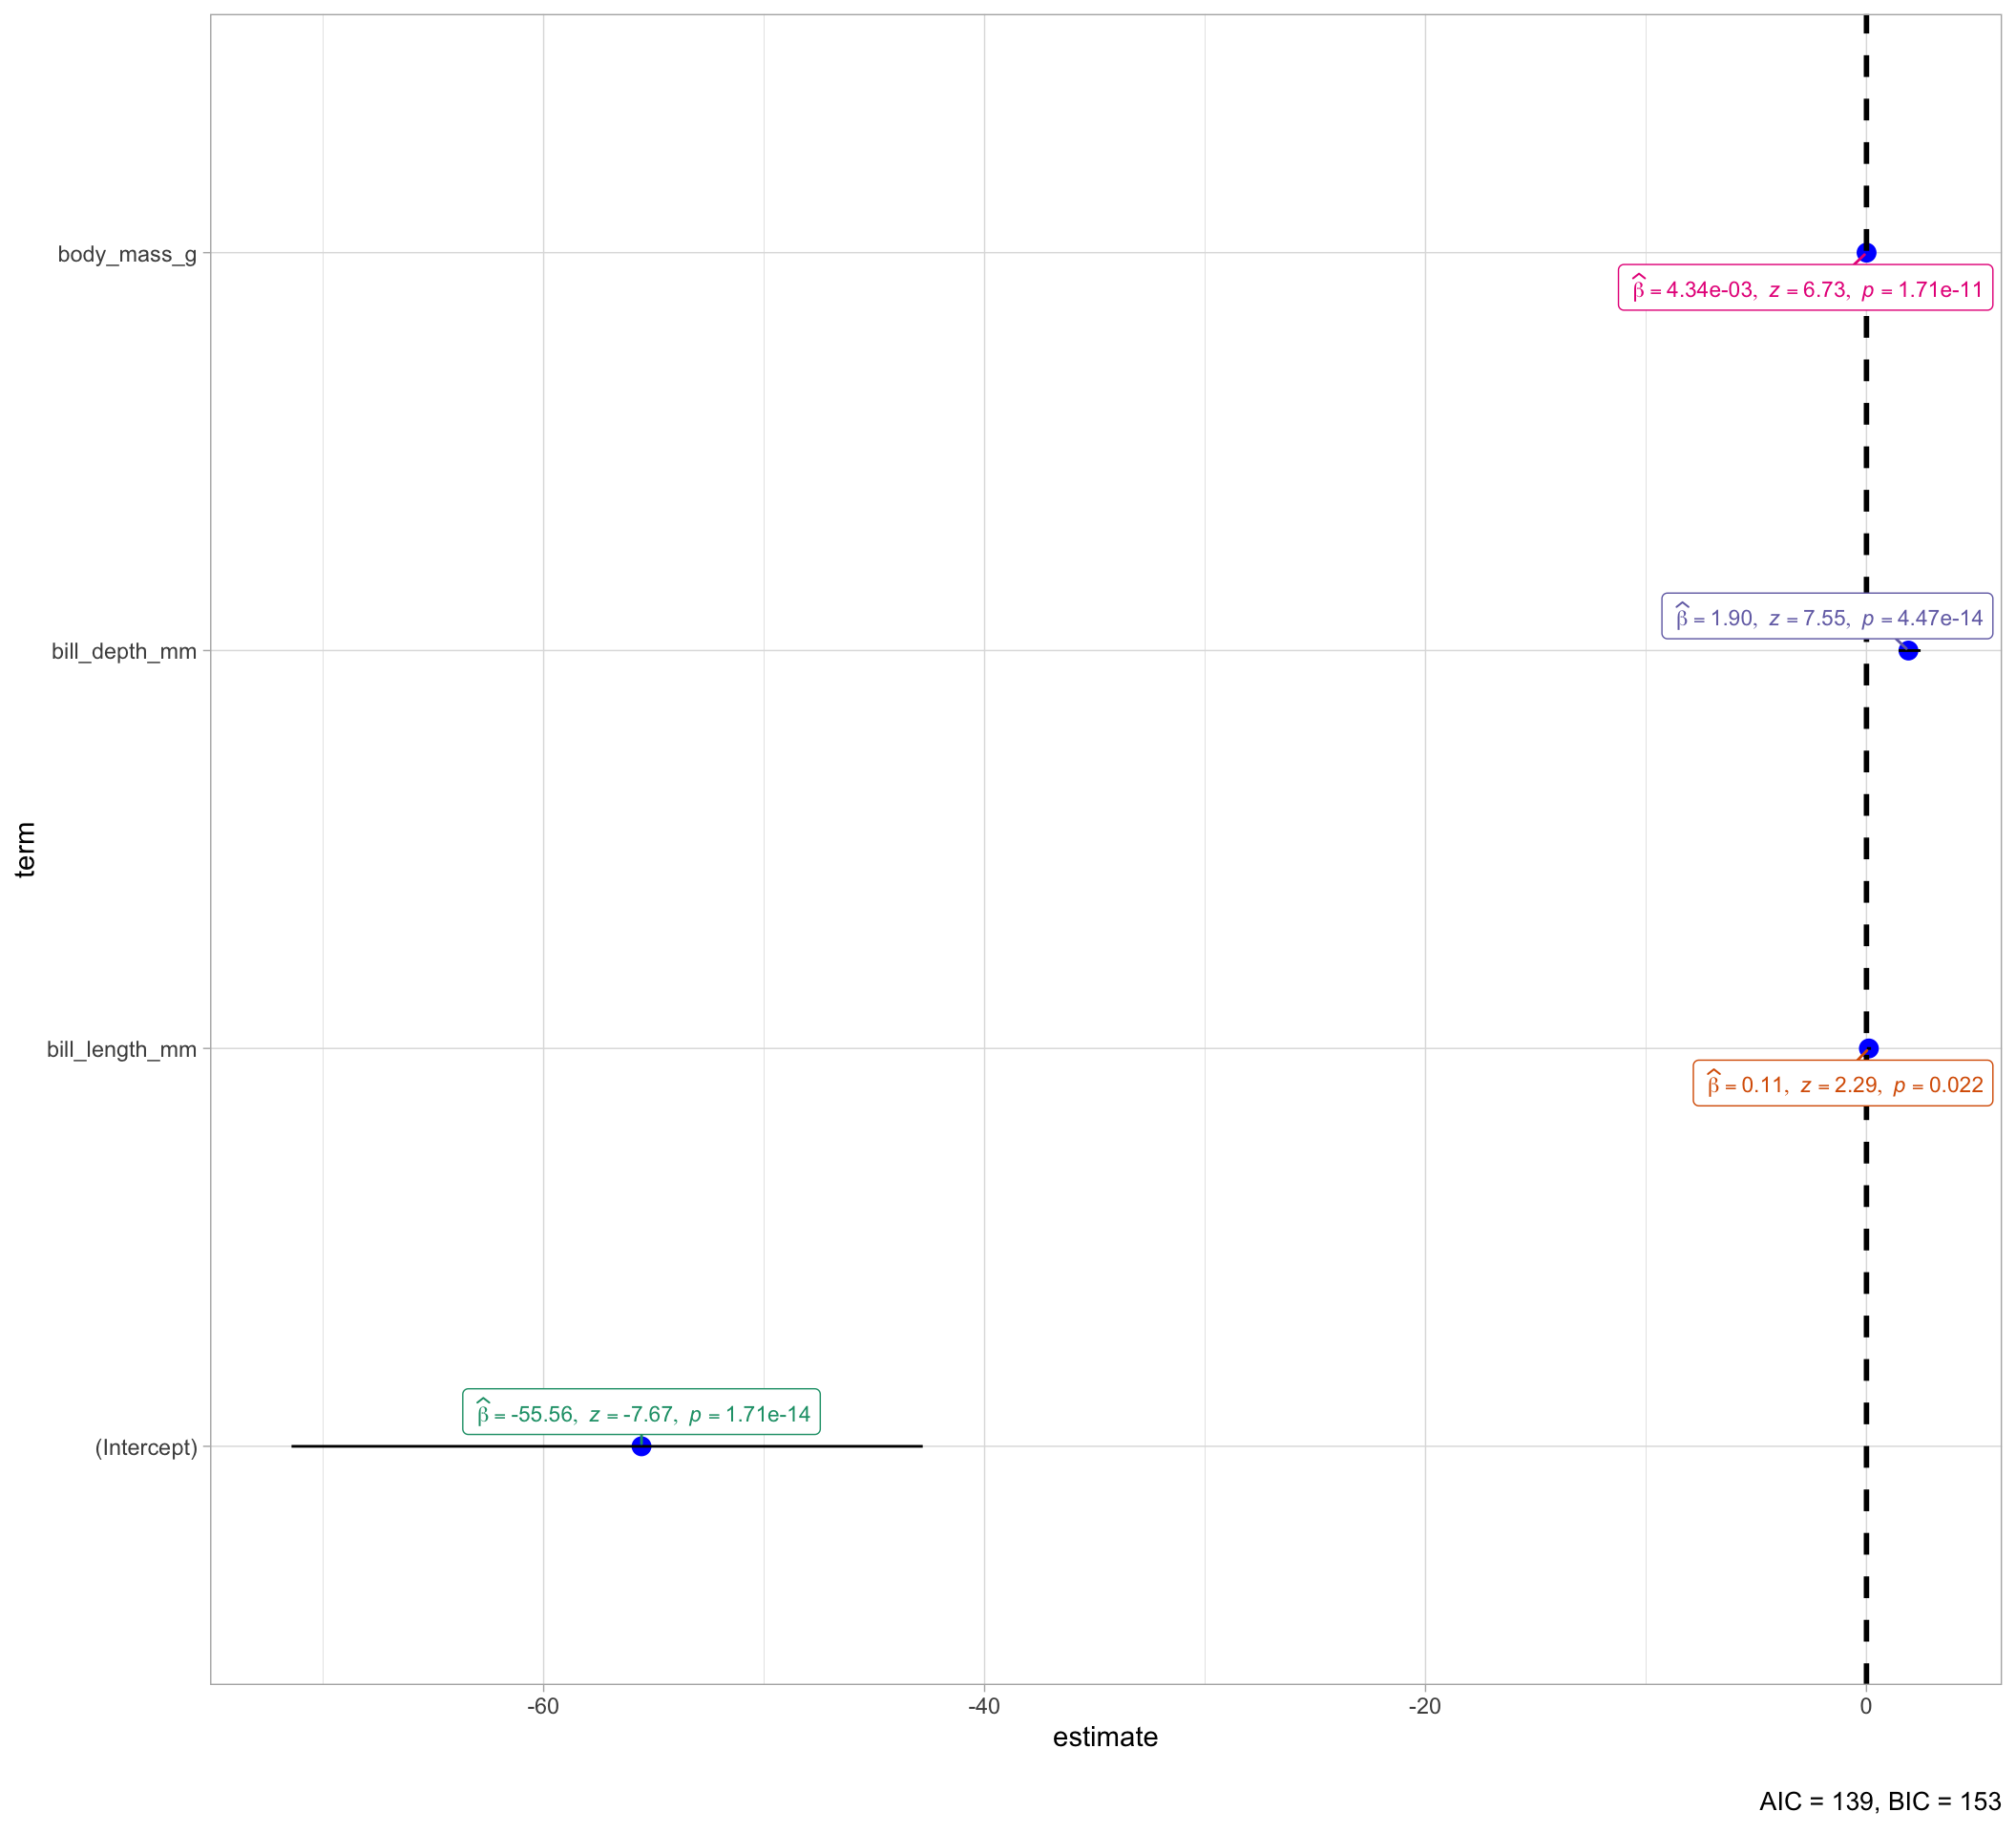 body_mass_g
β̂ = 4.34e-03, z = 6.73, p = 1.71e-11
β̂ = 1.90, z = 7.55, p = 4.47e-14
bill_depth_mm
term
bill_length_mm
β̂ = 0.11, z = 2.29, p = 0.022
β̂ = -55.56, z = -7.67, p = 1.71e-14
(Intercept)
-60 -40 -20 0
estimate
AIC = 139, BIC = 153